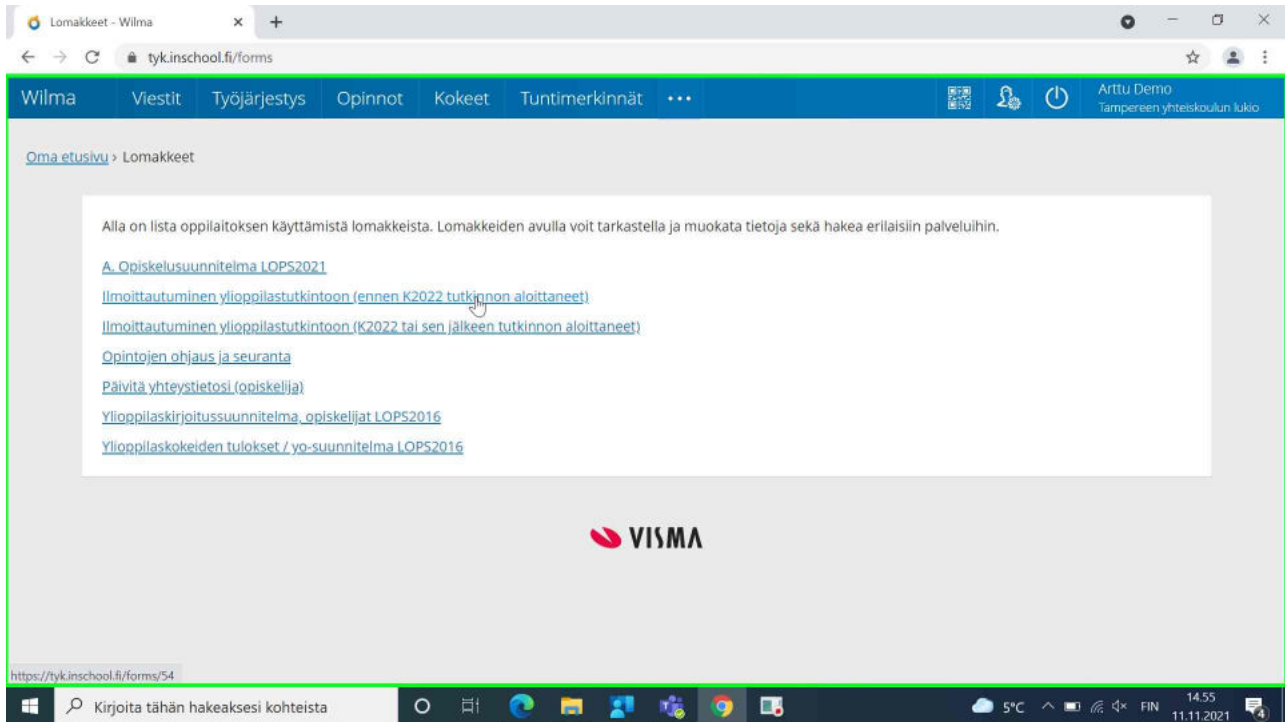 Lomakkeet - Wilma
tyk.inschool.fi/forms
Wilma Viestit Työjärjestys Opinnot Kokeet Tuntimerkinnät ••• Arttu Demo
Tampereen yhteiskoulun lukio
Oma etusivu › Lomakkeet
Alla on lista oppilaitoksen käyttämistä lomakkeista. Lomakkeiden avulla voit tarkastella ja muokata tietoja sekä hakea erilaisiin palveluihin.
A. Opiskelusuunnitelma LOPS2021
Ilmoittautuminen ylioppilastutkintoon (ennen K2022 tutkinnon aloittaneet)
Ilmoittautuminen ylioppilastutkintoon (K2022 tai sen jälkeen tutkinnon aloittaneet)
Opintojen ohjaus ja seuranta
Päivitä yhteystietosi (opiskelija)
Ylioppilaskirjoitussuunnitelma, opiskelijat LOPS2016
Ylioppilaskokeiden tulokset / yo-suunnitelma LOPS2016
VISMA
https://tyk.inschool.fi/forms/54
Kirjoita tähän hakeaksesi kohteista 5°C FIN 14.55
11.11.2021 4